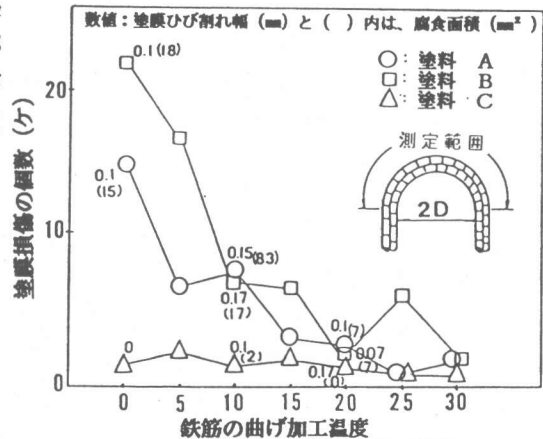 数値：塗膜ひび割れ幅（㎜）と（ ）内は、腐食面積（㎜²）
○：塗料 A
□：塗料 B
△：塗料 C
測定範囲
2D
塗膜損傷の個数（ケ）
20
10
0
0.1(18)
0.1
(15)
0.15(83)
0.17
(17)
0.1(7)
0.07
(7)
0
0.1
(2)
0.17
(0)
0 5 10 15 20 25 30
鉄筋の曲げ加工温度